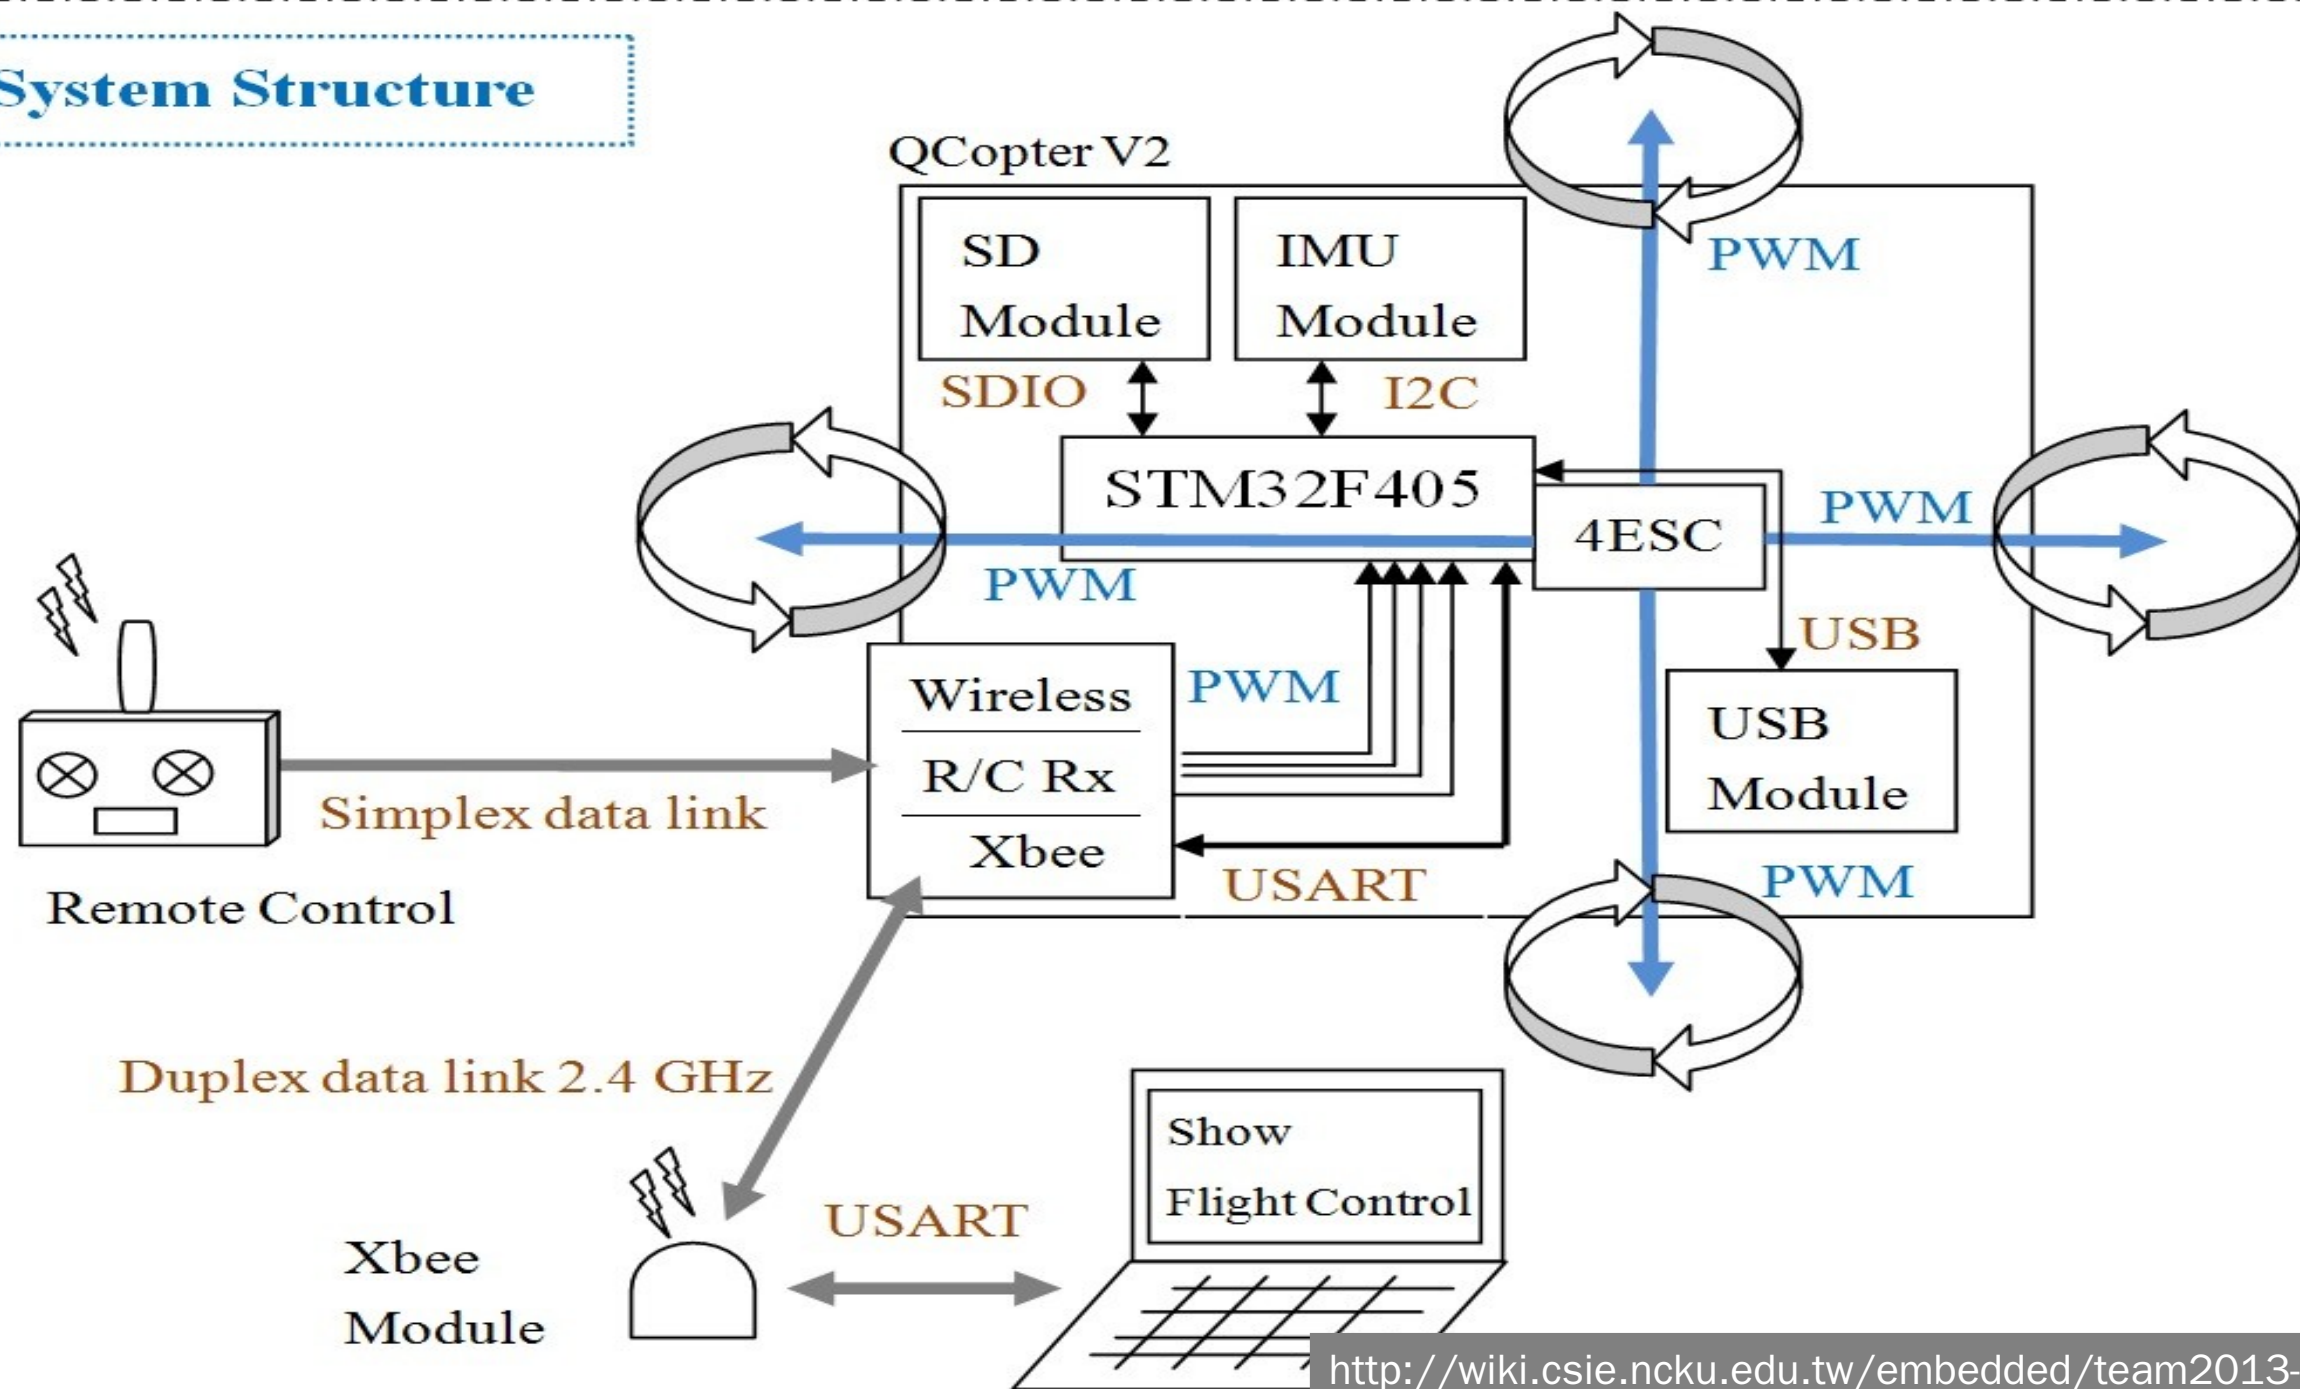 System Structure
QCopter V2
SD
Module
IMU
Module
PWM
SDIO
I2C
STM32F405
4ESC
PWM
PWM
USB
Wireless
R/C Rx
Xbee
PWM
USB
Module
Simplex data link
Remote Control
USART
PWM
Duplex data link 2.4 GHz
Show
Flight Control
USART
Xbee
Module
http://wiki.csie.ncku.edu.tw/embedded/team2013-